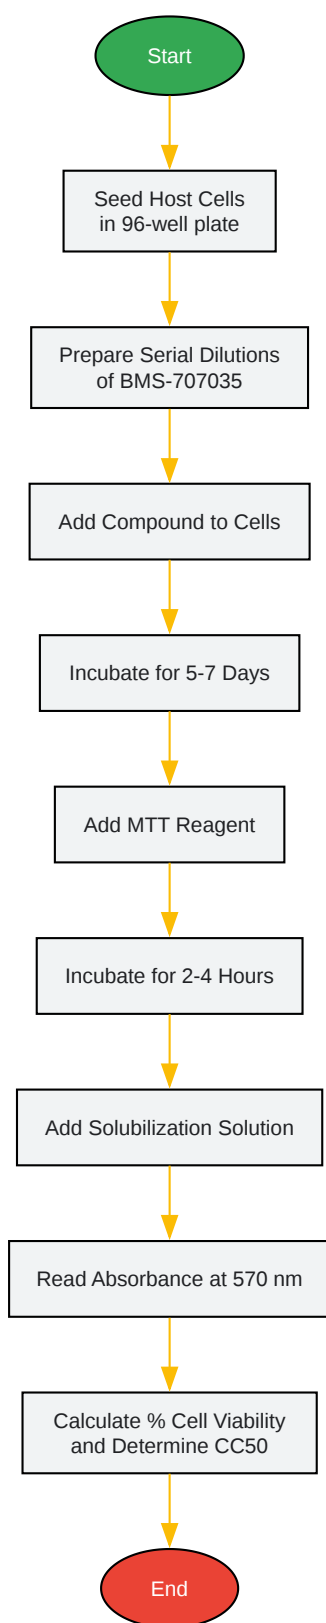 Start
Seed Host Cells
in 96-well plate
Prepare Serial Dilutions
of BMS-707035
Add Compound to Cells
Incubate for 5-7 Days
Add MTT Reagent
Incubate for 2-4 Hours
Add Solubilization Solution
Read Absorbance at 570 nm
Calculate % Cell Viability
and Determine CC50
End